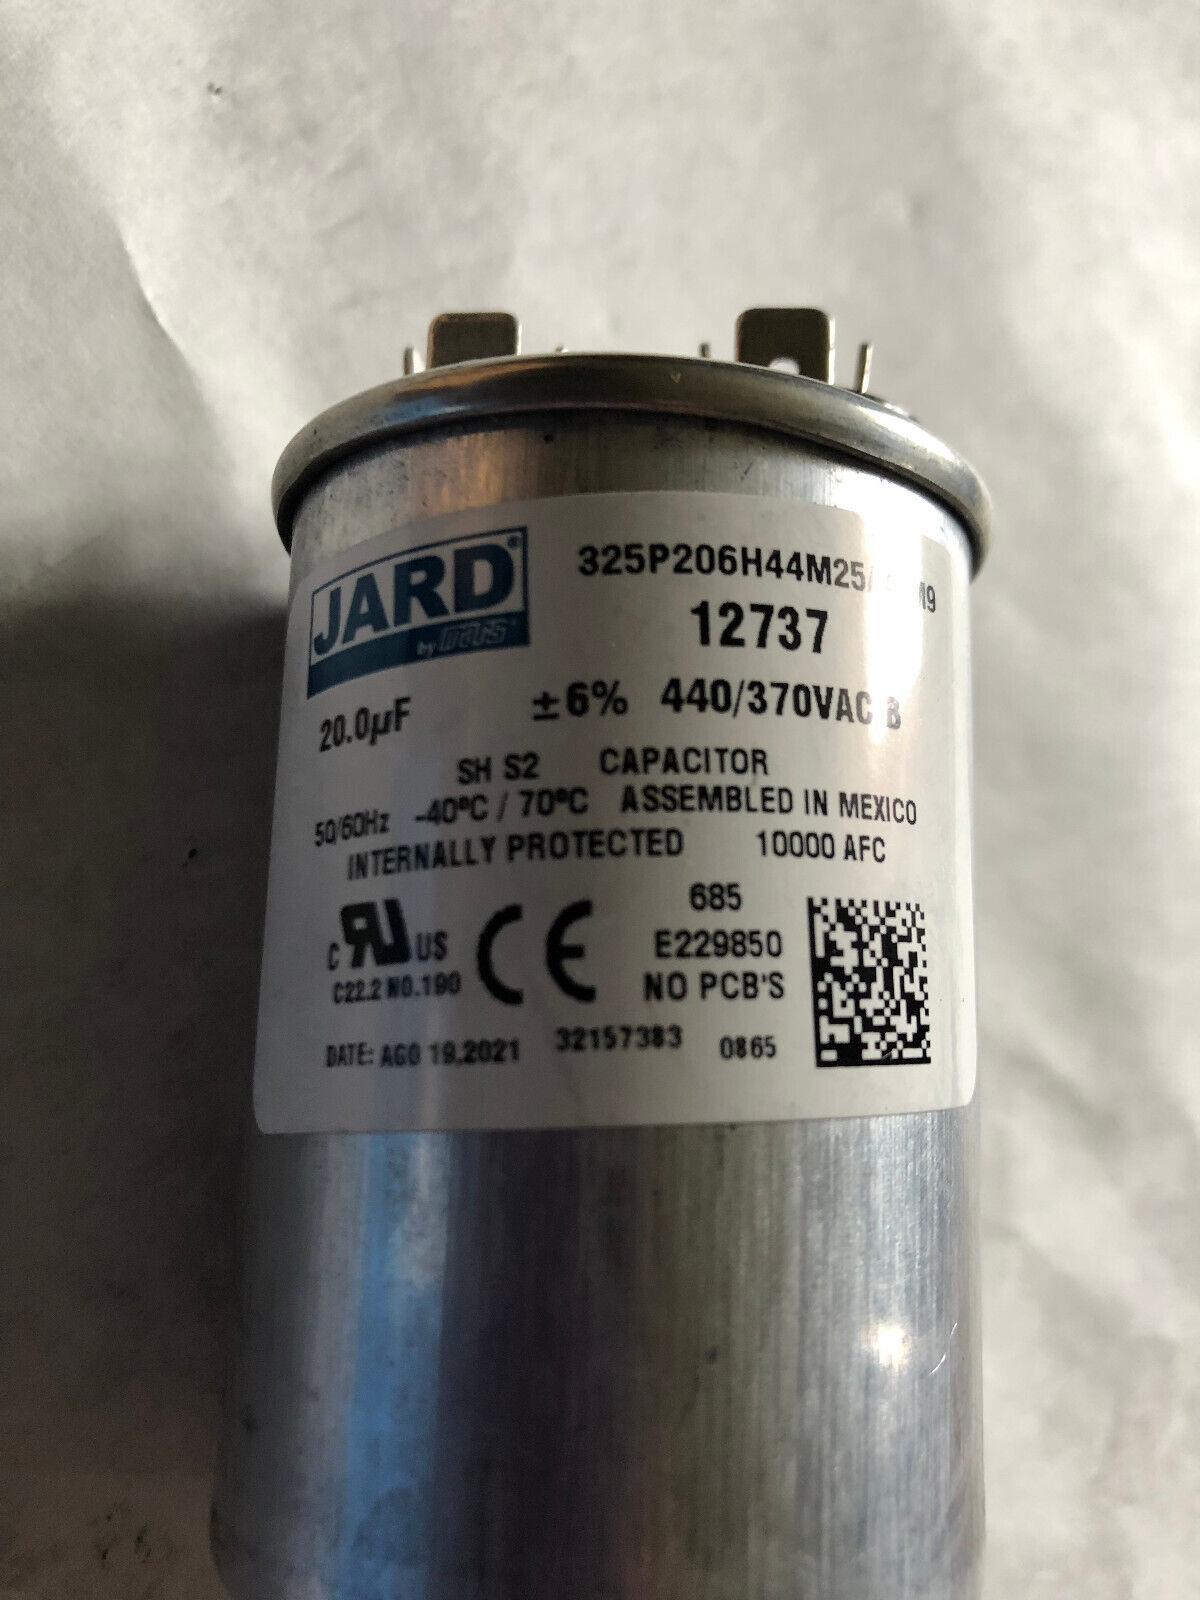 JARD®
by mars
325P206H44M25/
12737
20.0µF ±6% 440/370VAC B
SH S2 CAPACITOR
50/60Hz -40°C / 70°C ASSEMBLED IN MEXICO
INTERNALLY PROTECTED 10000 AFC
C US CE 685
E229850
C22.2 NO.190 NO PCB'S
DATE: AGO 19,2021 32157383 0865